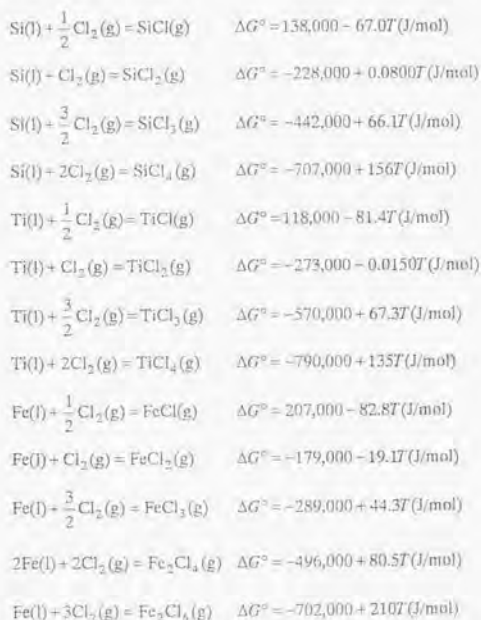 Si(l) + 1/2 Cl₂(g) = SiCl(g) ΔG° = 138,000 − 67.0T(J/mol)
Si(l) + Cl₂(g) = SiCl₂(g) ΔG° = −228,000 + 0.0800T(J/mol)
Si(l) + 3/2 Cl₂(g) = SiCl₃(g) ΔG° = −442,000 + 66.1T(J/mol)
Si(l) + 2Cl₂(g) = SiCl₄(g) ΔG° = −707,000 + 156T(J/mol)
Ti(l) + 1/2 Cl₂(g) = TiCl(g) ΔG° = 118,000 − 81.4T(J/mol)
Ti(l) + Cl₂(g) = TiCl₂(g) ΔG° = −273,000 − 0.0150T(J/mol)
Ti(l) + 3/2 Cl₂(g) = TiCl₃(g) ΔG° = −570,000 + 67.3T(J/mol)
Ti(l) + 2Cl₂(g) = TiCl₄(g) ΔG° = −790,000 + 135T(J/mol)
Fe(l) + 1/2 Cl₂(g) = FeCl(g) ΔG° = 207,000 − 82.8T(J/mol)
Fe(l) + Cl₂(g) = FeCl₂(g) ΔG° = −179,000 − 19.1T(J/mol)
Fe(l) + 3/2 Cl₂(g) = FeCl₃(g) ΔG° = −289,000 + 44.3T(J/mol)
2Fe(l) + 2Cl₂(g) = Fe₂Cl₄(g) ΔG° = −496,000 + 80.5T(J/mol)
Fe(l) + 3Cl₂(g) = Fe₂Cl₆(g) ΔG° = −702,000 + 210T(J/mol)